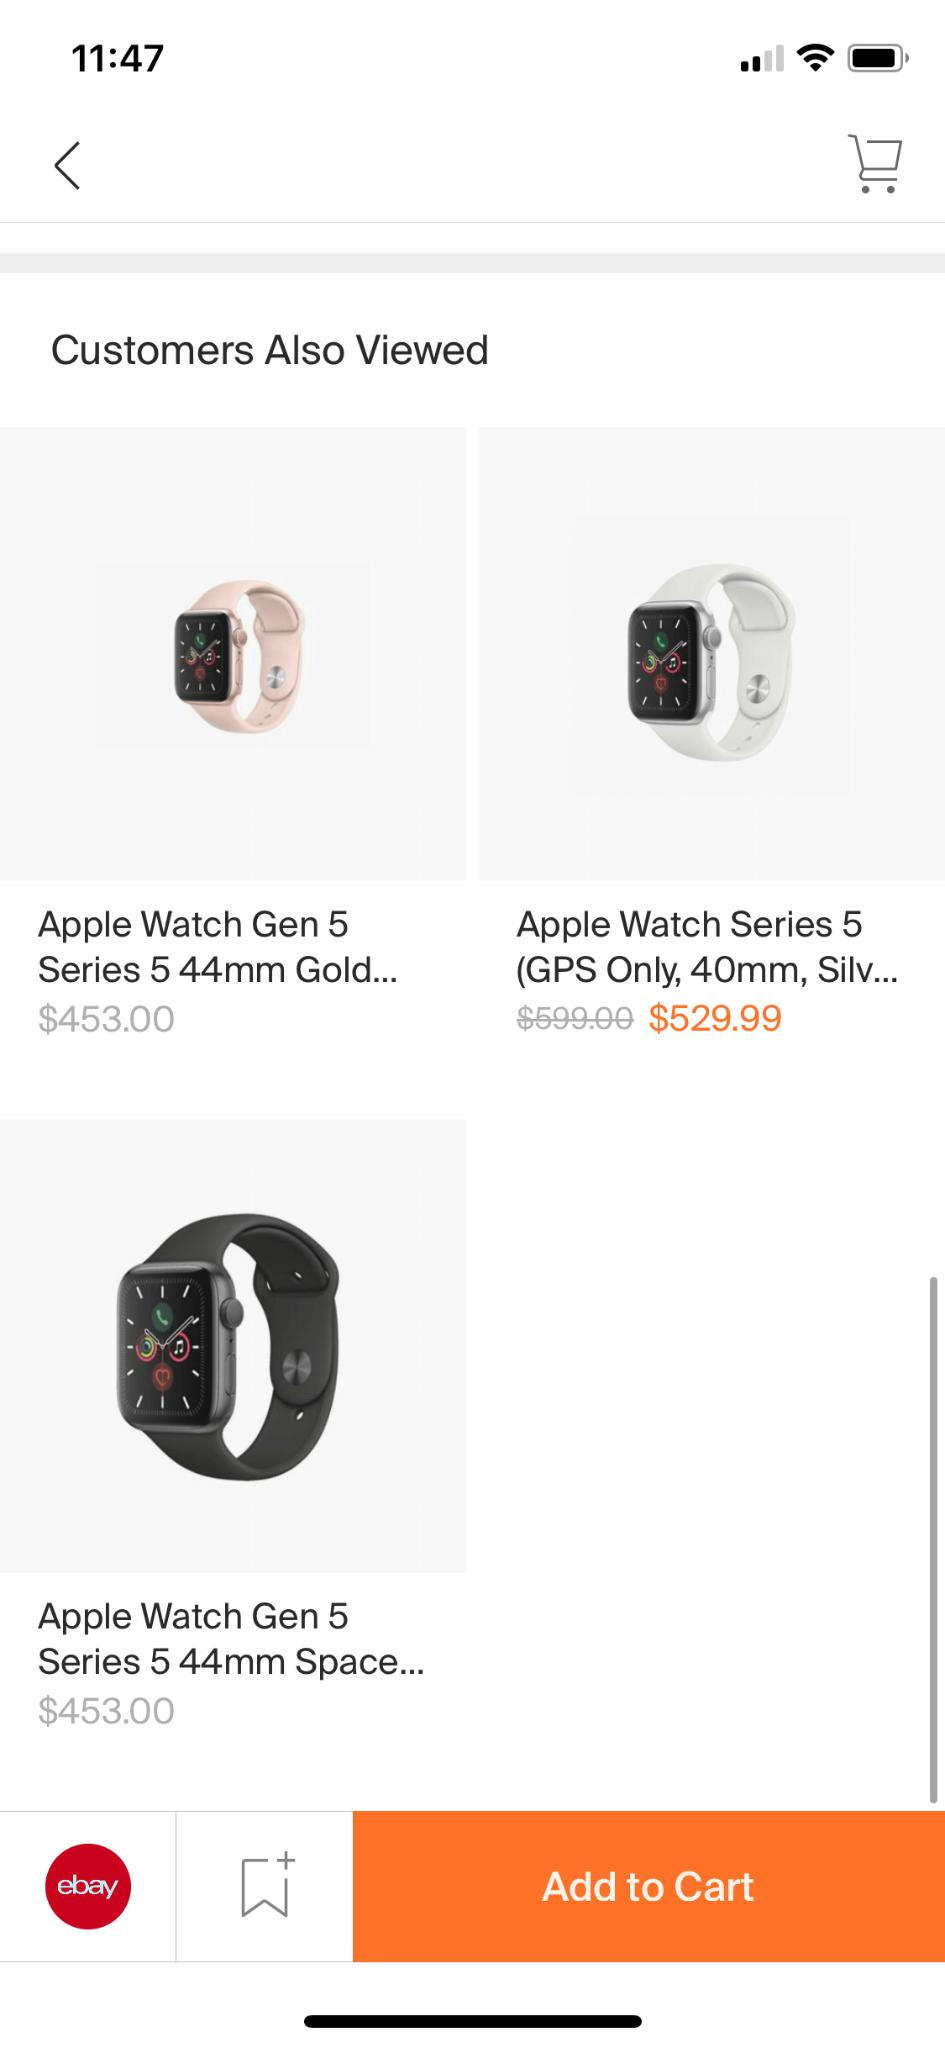 11:47
Customers Also Viewed
Apple Watch Gen 5
Series 5 44mm Gold...
$453.00
Apple Watch Series 5
(GPS Only, 40mm, Silv...
$599.00 $529.99
Apple Watch Gen 5
Series 5 44mm Space...
$453.00
ebay
Add to Cart